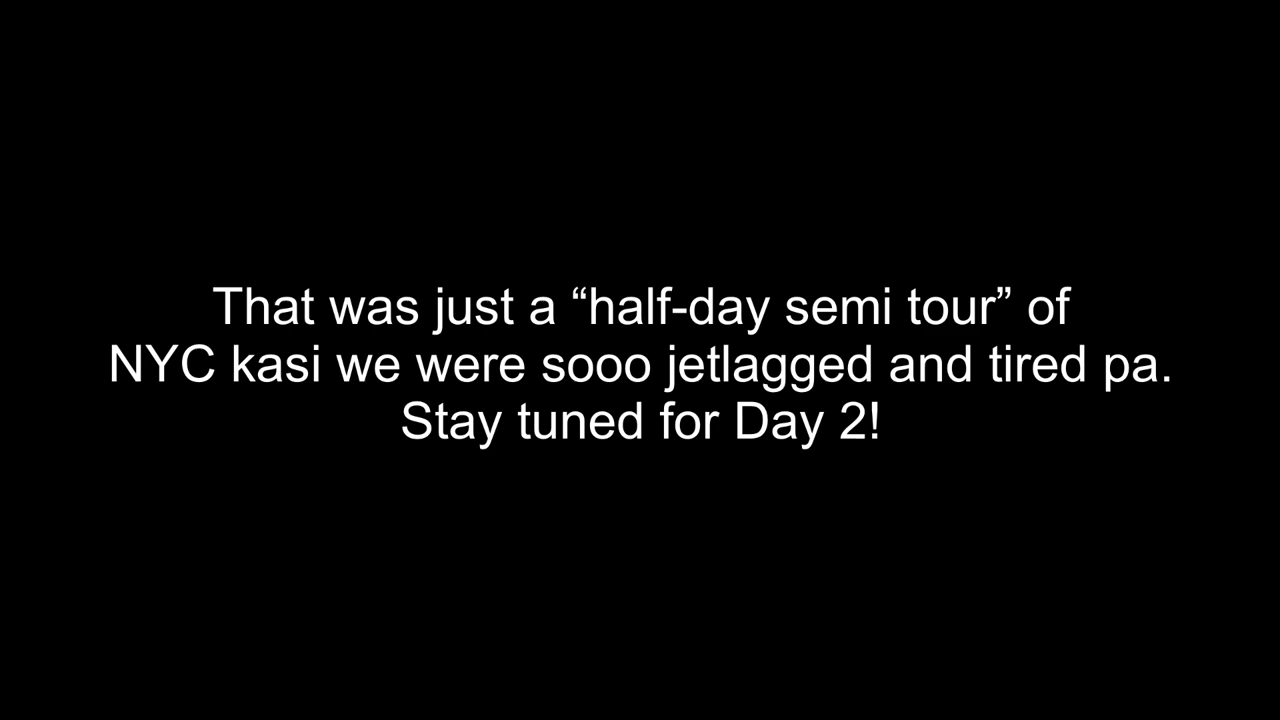 That was just a “half-day semi tour” of
NYC kasi we were sooo jetlagged and tired pa.
Stay tuned for Day 2!